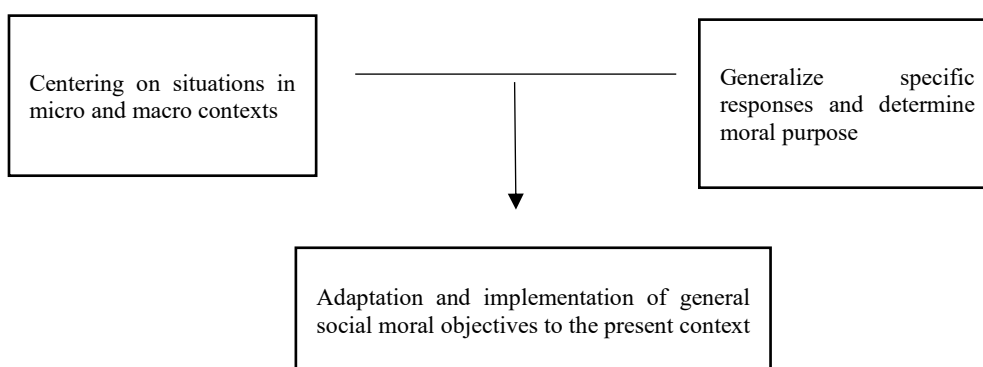 Centering on situations in
micro and macro contexts
Generalize specific
responses and determine
moral purpose
Adaptation and implementation of general
social moral objectives to the present context